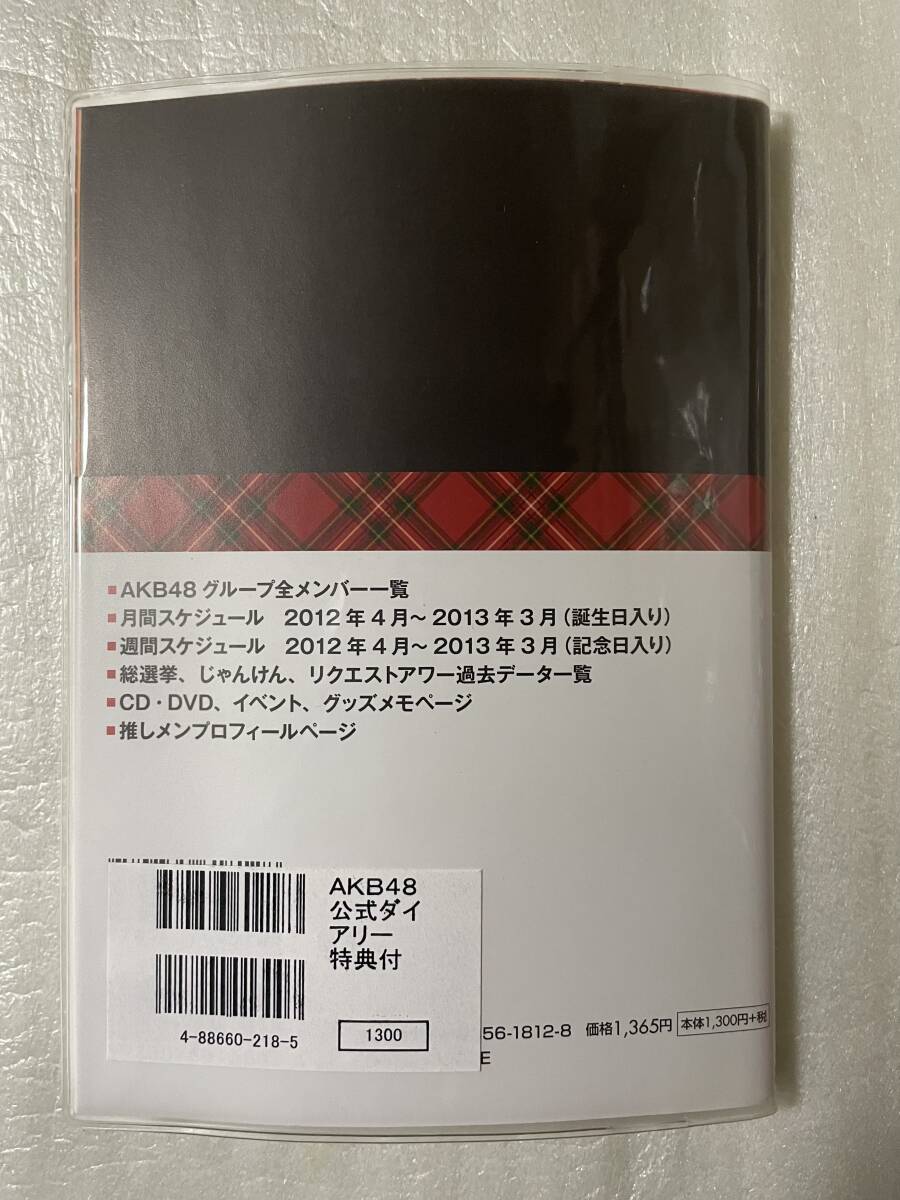 ■AKB48グループ全メンバー一覧
■月間スケジュール 2012年4月～2013年3月(誕生日入り)
■週間スケジュール 2012年4月～2013年3月(記念日入り)
■総選挙、じゃんけん、リクエストアワー過去データ一覧
■CD・DVD、イベント、グッズメモページ
■推しメンプロフィールページ
AKB48
公式ダイ
アリー
特典付
4-88660-218-5
1300
56-1812-8 価格1,365円 本体1,300円+税
E